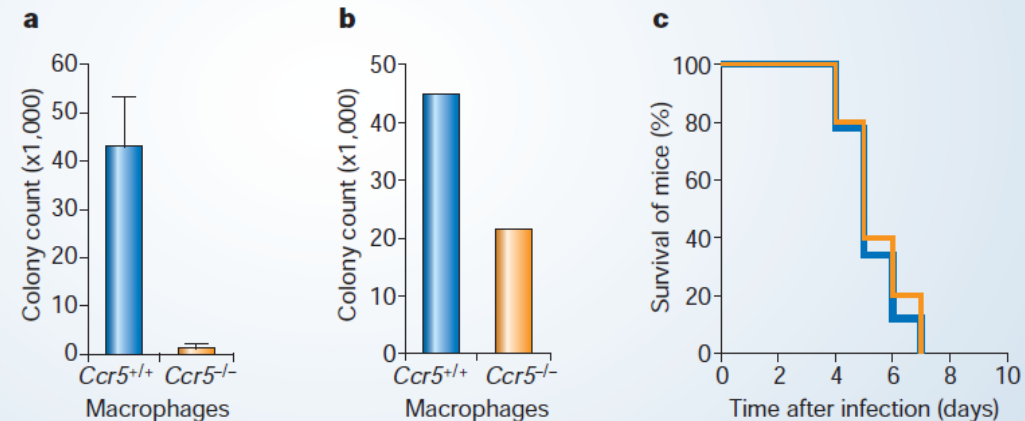 a
Colony count (x1,000)
60
50
40
30
20
10
0
Ccr5+/+ Ccr5–/–
Macrophages
b
Colony count (x1,000)
50
40
30
20
10
0
Ccr5+/+ Ccr5–/–
Macrophages
c
Survival of mice (%)
100
80
60
40
20
0
0 2 4 6 8 10
Time after infection (days)